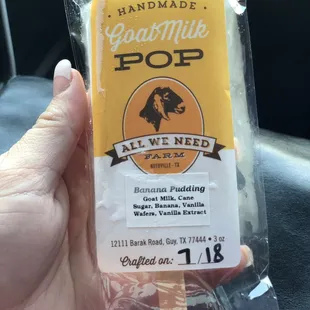 HANDMADE
Goat Milk
POP
ALL WE NEED
FARM
Banana Pudding
Goat Milk, Cane
Sugar, Banana, Vanilla
Wafers, Vanilla Extract
12111 Barak Road, Guy, TX 77444 • 3 oz
Crafted on: 7/18